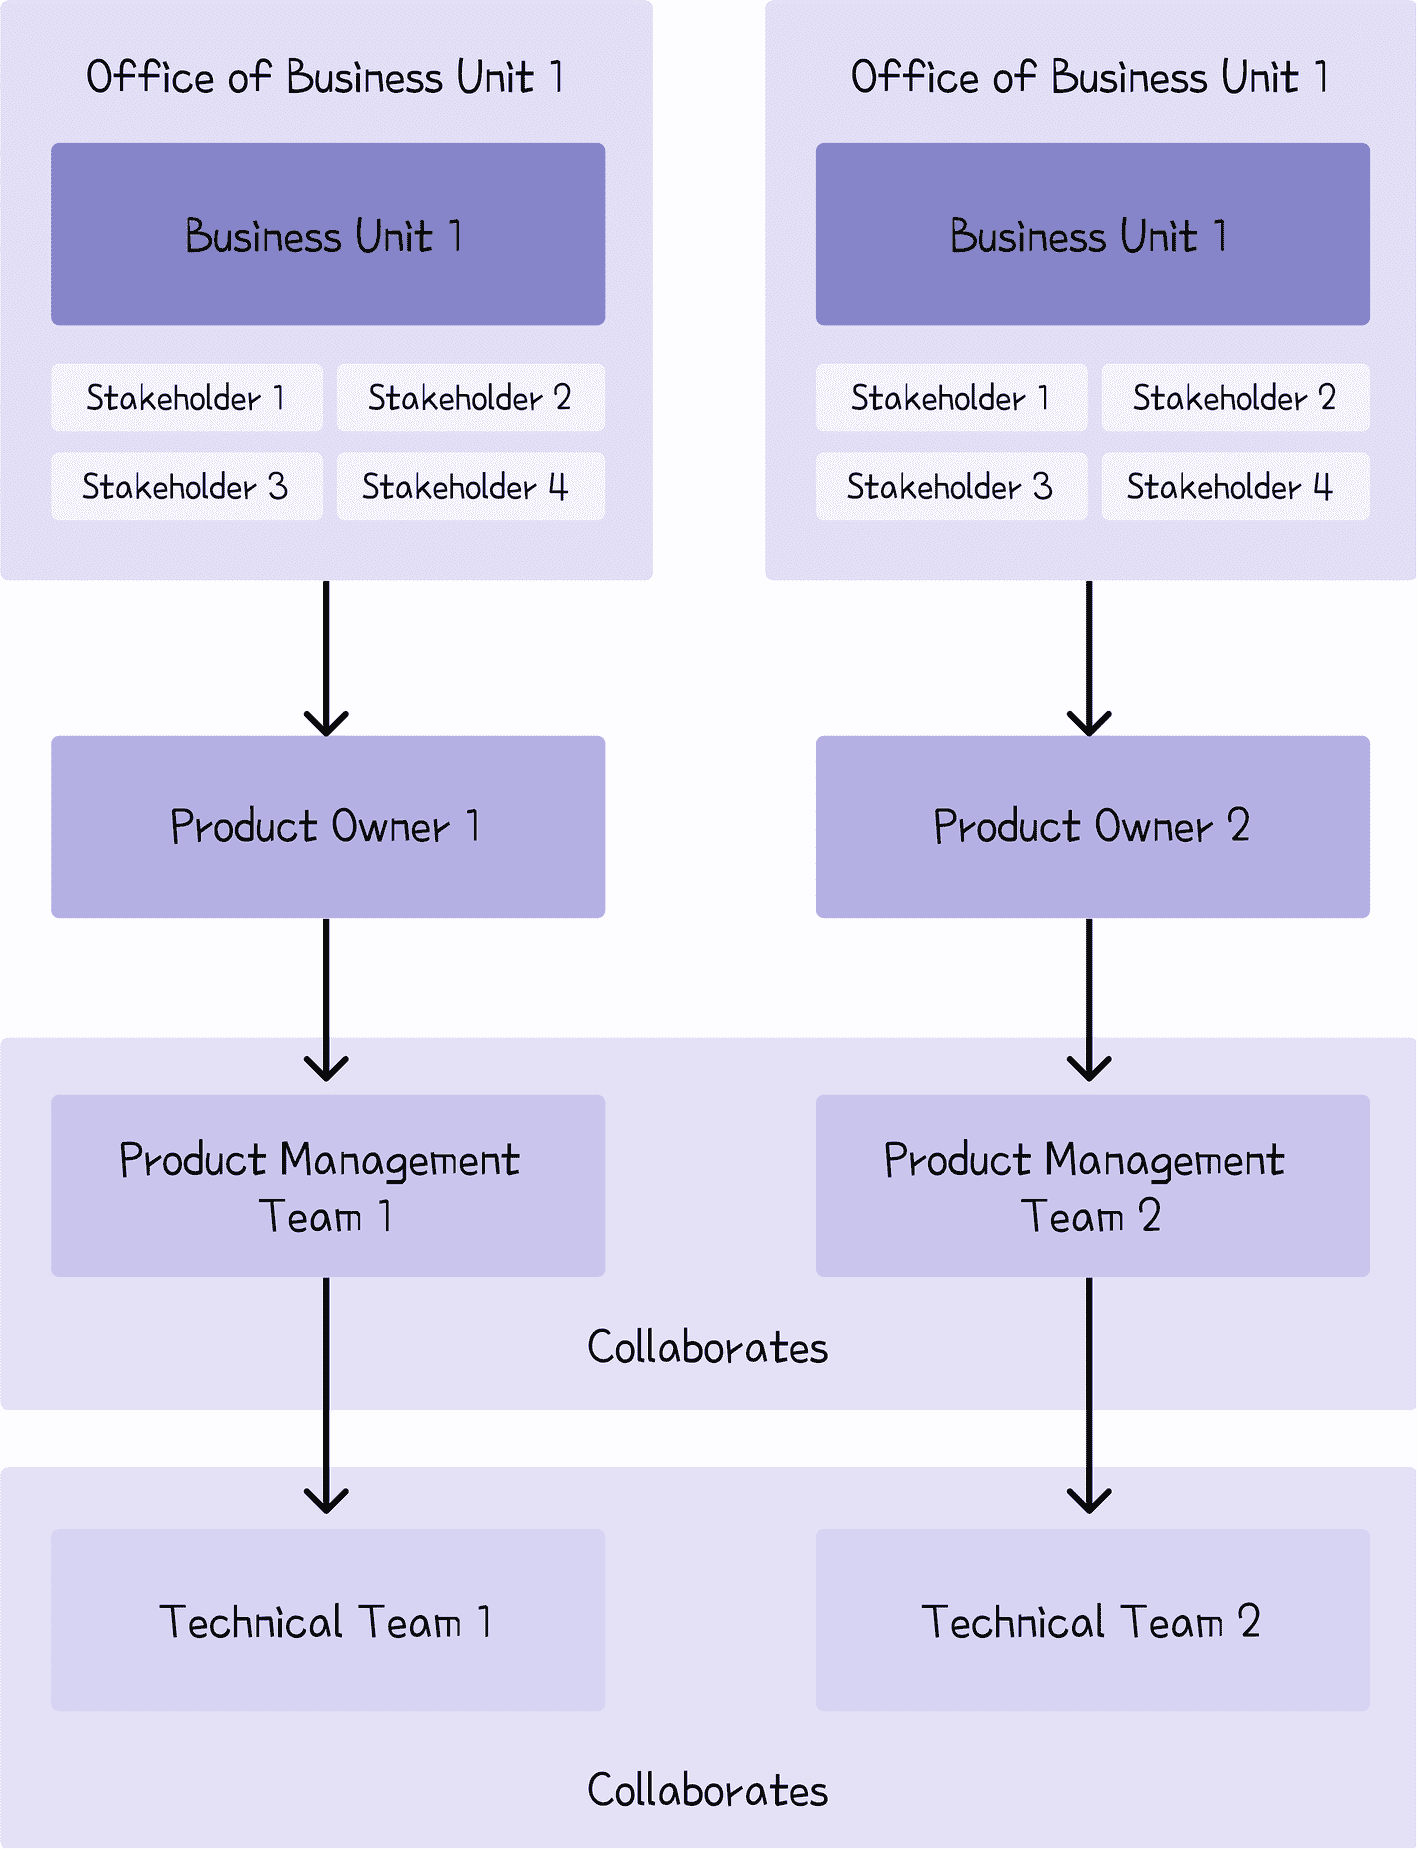 Office of Business Unit 1
Business Unit 1
Stakeholder 1
Stakeholder 2
Stakeholder 3
Stakeholder 4
Office of Business Unit 1
Business Unit 1
Stakeholder 1
Stakeholder 2
Stakeholder 3
Stakeholder 4
Product Owner 1
Product Owner 2
Product Management
Team 1
Product Management
Team 2
Collaborates
Technical Team 1
Technical Team 2
Collaborates